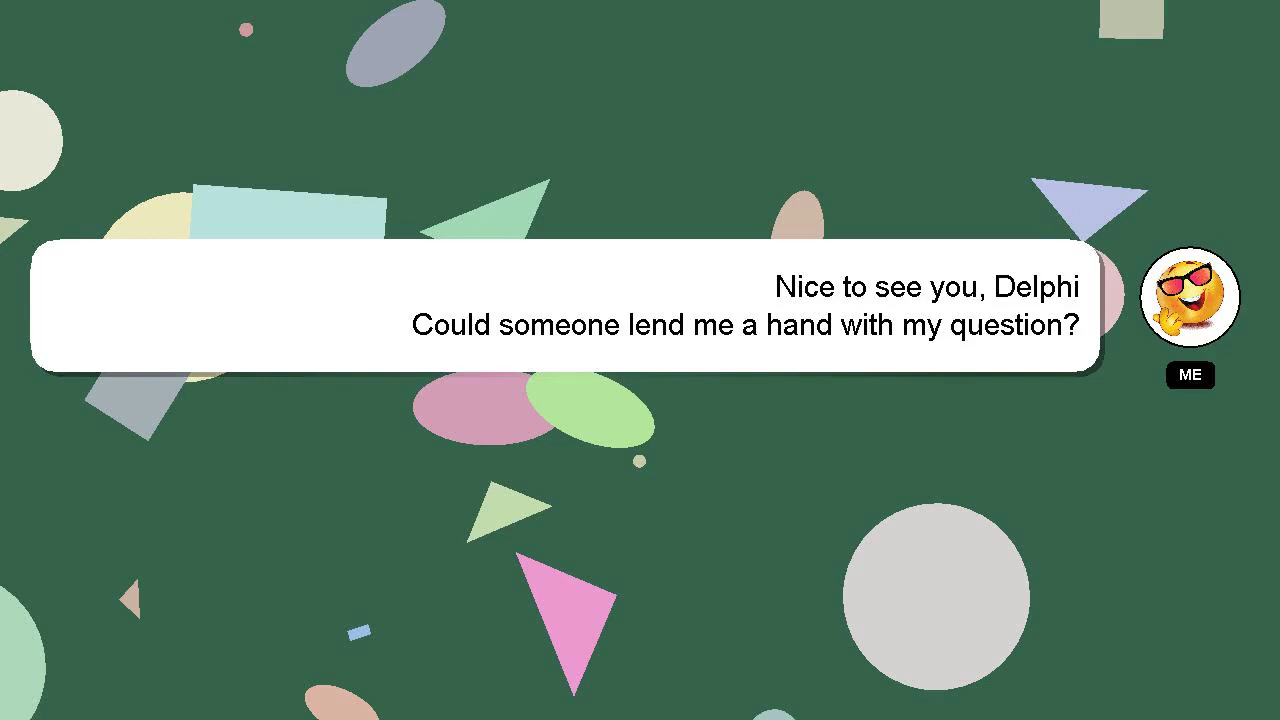 Nice to see you, Delphi
Could someone lend me a hand with my question?
ME